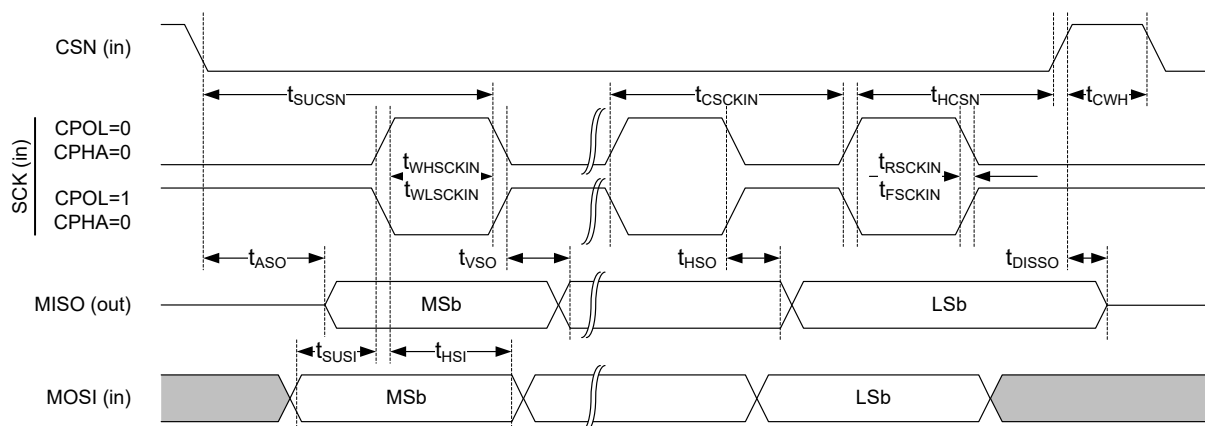 CSN (in)
tSUCSN
tCSCKIN
tHCSN
tCWH
SCK (in)
CPOL=0
CPHA=0
CPOL=1
CPHA=0
tWHSCKIN
tWLSCKIN
tRSCKIN
tFSCKIN
tASO
tVSO
tHSO
tDISSO
MISO (out)
MSb
LSb
tSUSI
tHSI
MOSI (in)
MSb
LSb